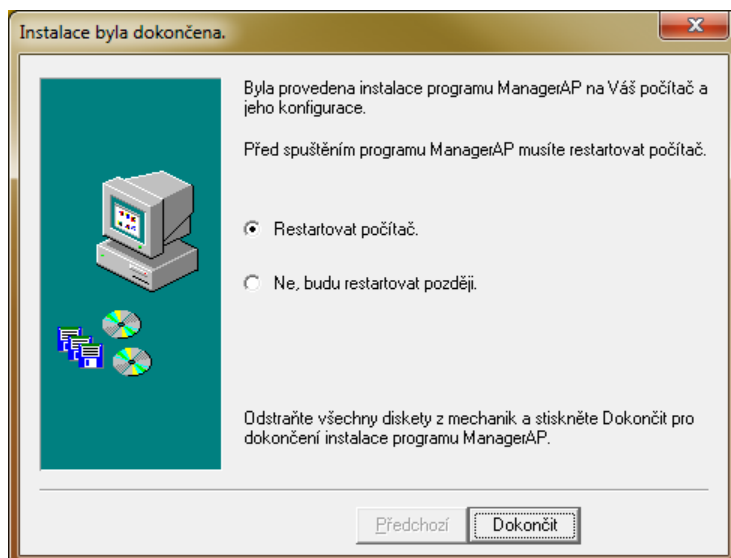 Instalace byla dokončena.
Byla provedena instalace programu ManagerAP na Váš počítač a
jeho konfigurace.
Před spuštěním programu ManagerAP musíte restartovat počítač.
Restartovat počítač.
Ne, budu restartovat později.
Odstraňte všechny diskety z mechanik a stiskněte Dokončit pro
dokončení instalace programu ManagerAP.
Předchozí
Dokončit